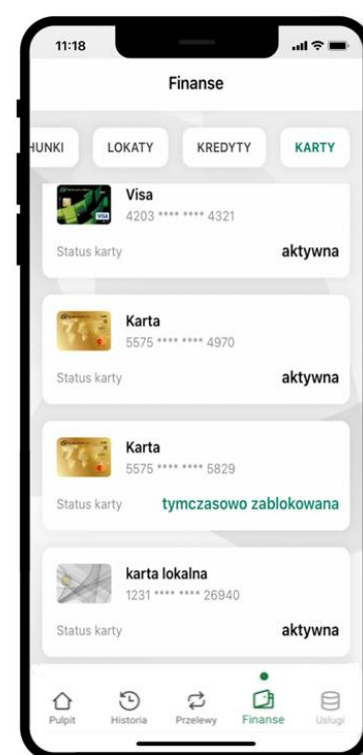 11:18
Finanse
HUNKI LOKATY KREDYTY KARTY
Visa
4203 **** **** 4321
VISA
Status karty aktywna
Karta
5575 **** **** 4970
Status karty aktywna
Karta
5575 **** **** 5829
Status karty tymczasowo zablokowana
karta lokalna
1231 **** **** 26940
Status karty aktywna
Pulpit Historia Przelewy Finanse Usługi